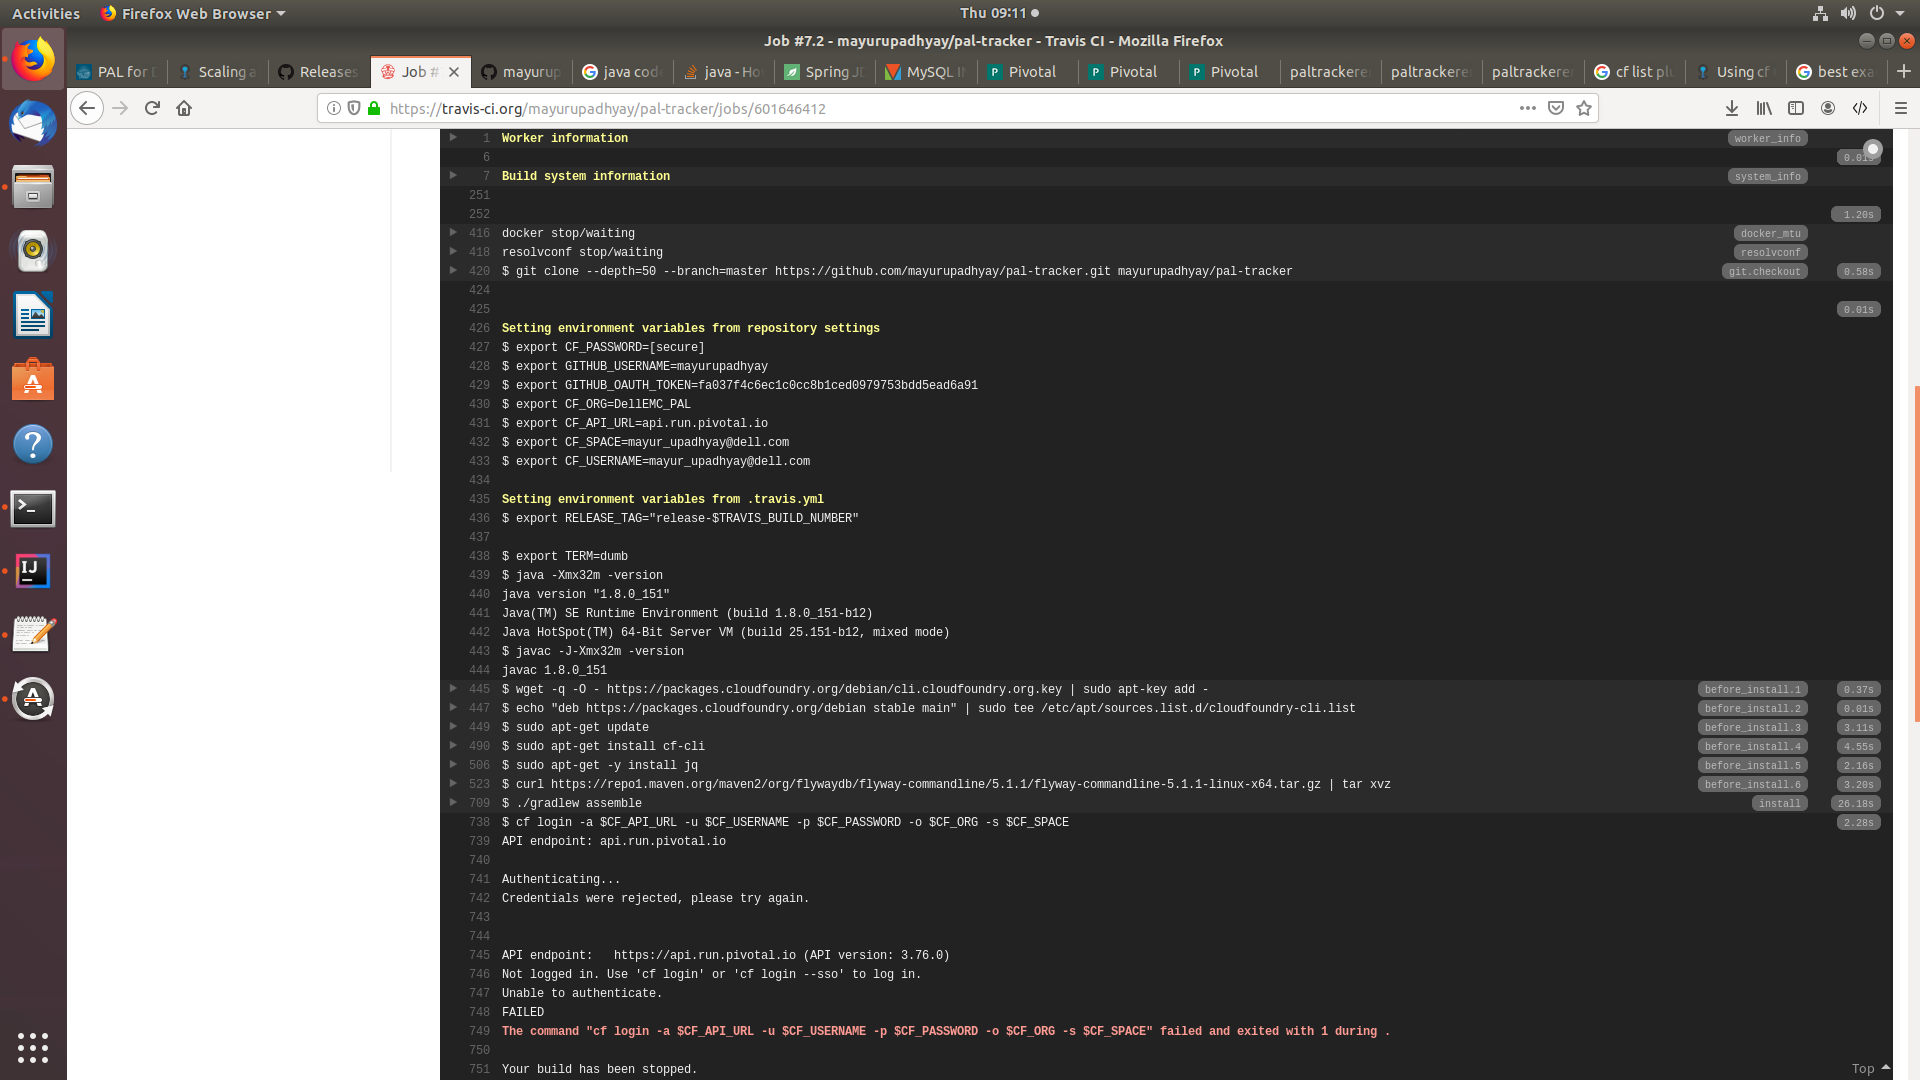 Activities
Firefox Web Browser
Thu 09:11
Job #7.2 - mayurupadhyay/pal-tracker - Travis CI - Mozilla Firefox
PAL for
Scaling a
Releases
Job #
mayurup
java cod
java - Ho
Spring JD
MySQL I
Pivotal
Pivotal
Pivotal
paltrackere
paltrackere
paltrackere
cf list plu
Using cf
best exa
https://travis-ci.org/mayurupadhyay/pal-tracker/jobs/601646412
1 Worker information worker_info
6 0.01s
7 Build system information system_info
251
252 1.20s
416 docker stop/waiting docker_mtu
418 resolvconf stop/waiting resolvconf
420 $ git clone --depth=50 --branch=master https://github.com/mayurupadhyay/pal-tracker.git mayurupadhyay/pal-tracker git.checkout 0.58s
424
425 0.01s
426 Setting environment variables from repository settings
427 $ export CF_PASSWORD=[secure]
428 $ export GITHUB_USERNAME=mayurupadhyay
429 $ export GITHUB_OAUTH_TOKEN=fa037f4c6ec1c0cc8b1ced0979753bdd5ead6a91
430 $ export CF_ORG=DellEMC_PAL
431 $ export CF_API_URL=api.run.pivotal.io
432 $ export CF_SPACE=mayur_upadhyay@dell.com
433 $ export CF_USERNAME=mayur_upadhyay@dell.com
434
435 Setting environment variables from .travis.yml
436 $ export RELEASE_TAG="release-$TRAVIS_BUILD_NUMBER"
437
438 $ export TERM=dumb
439 $ java -Xmx32m -version
440 java version "1.8.0_151"
441 Java(TM) SE Runtime Environment (build 1.8.0_151-b12)
442 Java HotSpot(TM) 64-Bit Server VM (build 25.151-b12, mixed mode)
443 $ javac -J-Xmx32m -version
444 javac 1.8.0_151
445 $ wget -q -O - https://packages.cloudfoundry.org/debian/cli.cloudfoundry.org.key | sudo apt-key add - before_install.1 0.37s
447 $ echo "deb https://packages.cloudfoundry.org/debian stable main" | sudo tee /etc/apt/sources.list.d/cloudfoundry-cli.list before_install.2 0.01s
449 $ sudo apt-get update before_install.3 3.11s
490 $ sudo apt-get install cf-cli before_install.4 4.55s
506 $ sudo apt-get -y install jq before_install.5 2.16s
523 $ curl https://repo1.maven.org/maven2/org/flywaydb/flyway-commandline/5.1.1/flyway-commandline-5.1.1-linux-x64.tar.gz | tar xvz before_install.6 3.20s
709 $ ./gradlew assemble install 26.18s
738 $ cf login -a $CF_API_URL -u $CF_USERNAME -p $CF_PASSWORD -o $CF_ORG -s $CF_SPACE 2.28s
739 API endpoint: api.run.pivotal.io
740
741 Authenticating...
742 Credentials were rejected, please try again.
743
744
745 API endpoint: https://api.run.pivotal.io (API version: 3.76.0)
746 Not logged in. Use 'cf login' or 'cf login --sso' to log in.
747 Unable to authenticate.
748 FAILED
749 The command "cf login -a $CF_API_URL -u $CF_USERNAME -p $CF_PASSWORD -o $CF_ORG -s $CF_SPACE" failed and exited with 1 during .
750
751 Your build has been stopped.
Top